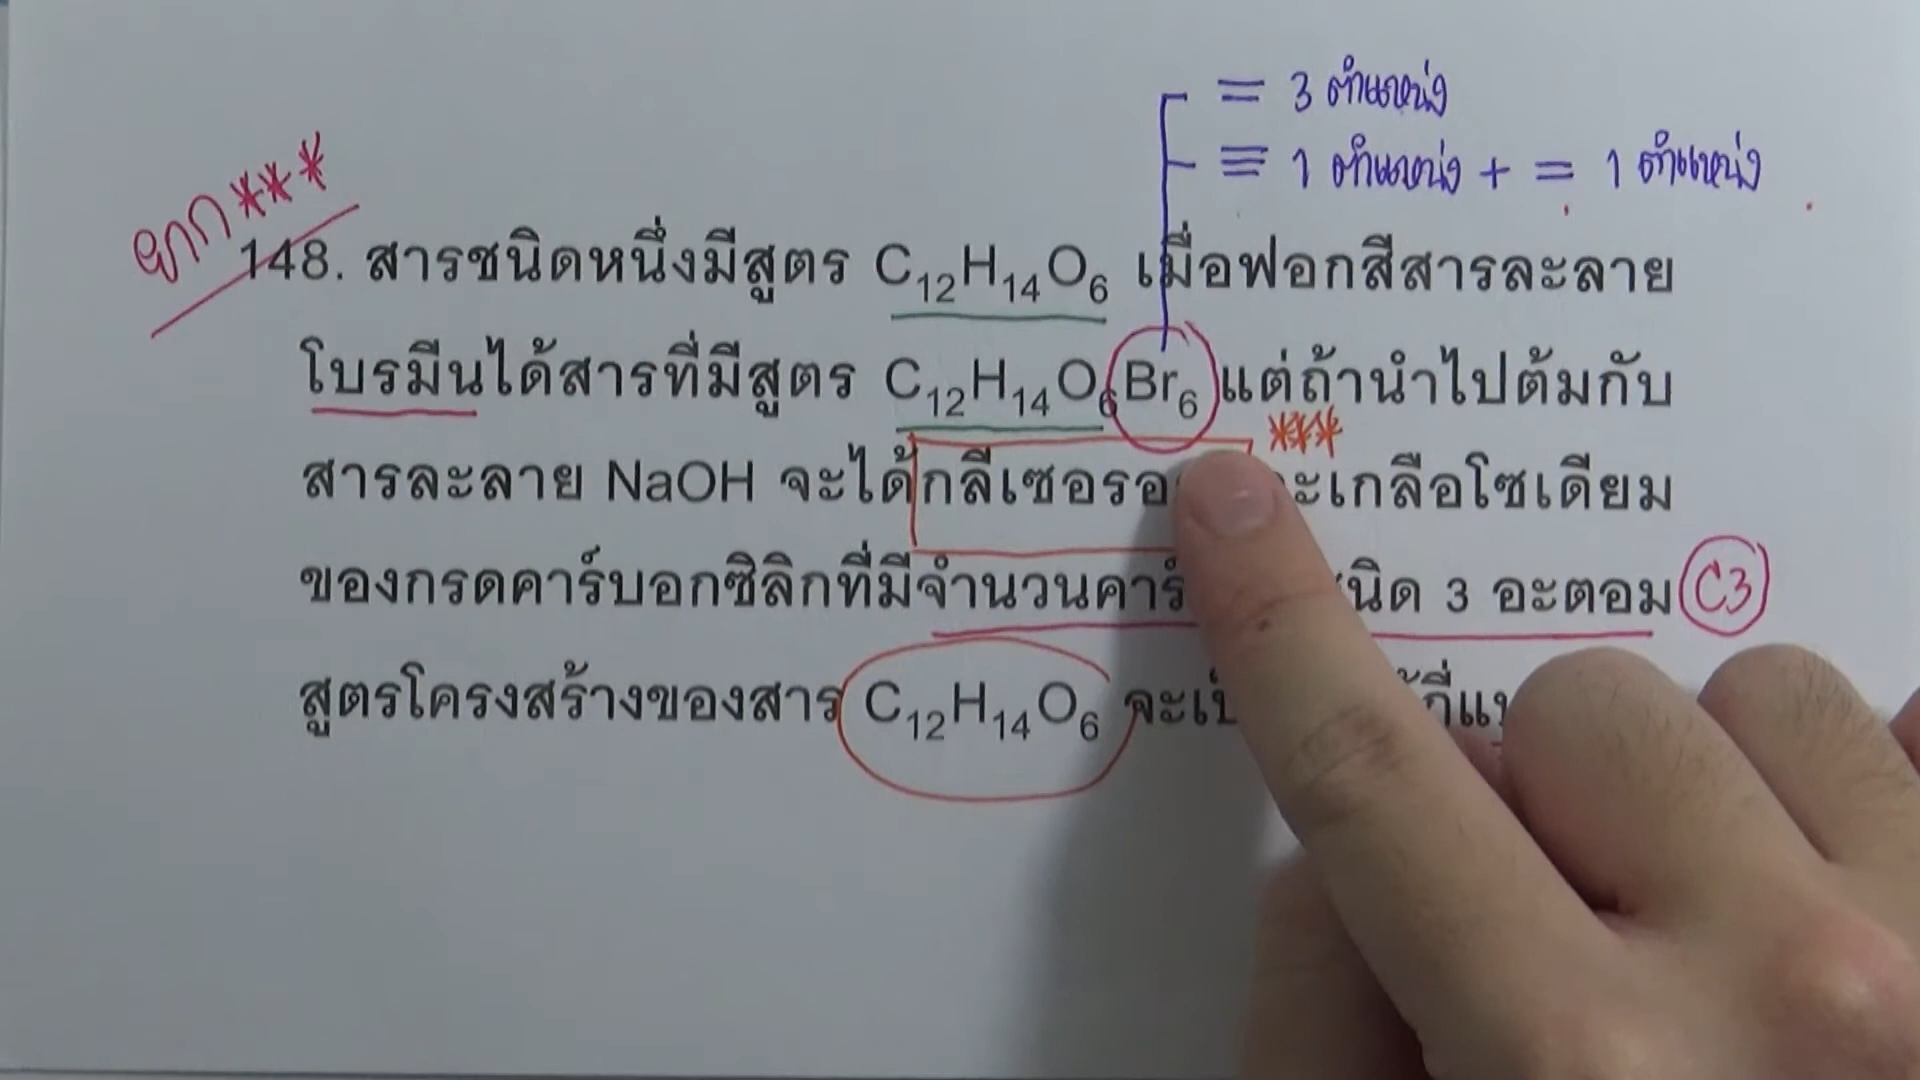 = 3 ตำแหน่ง
≡ 1 ตำแหน่ง + = 1 ตำแหน่ง
ยาก***
148. สารชนิดหนึ่งมีสูตร C₁₂H₁₄O₆ เมื่อฟอกสีสารละลาย
โบรมีนได้สารที่มีสูตร C₁₂H₁₄O₆Br₆ แต่ถ้านำไปต้มกับ
***
สารละลาย NaOH จะได้กลีเซอรอ ะเกลือโซเดียม
ของกรดคาร์บอกซิลิกที่มีจำนวนคาร์ นิด 3 อะตอม C3
สูตรโครงสร้างของสาร C₁₂H₁₄O₆